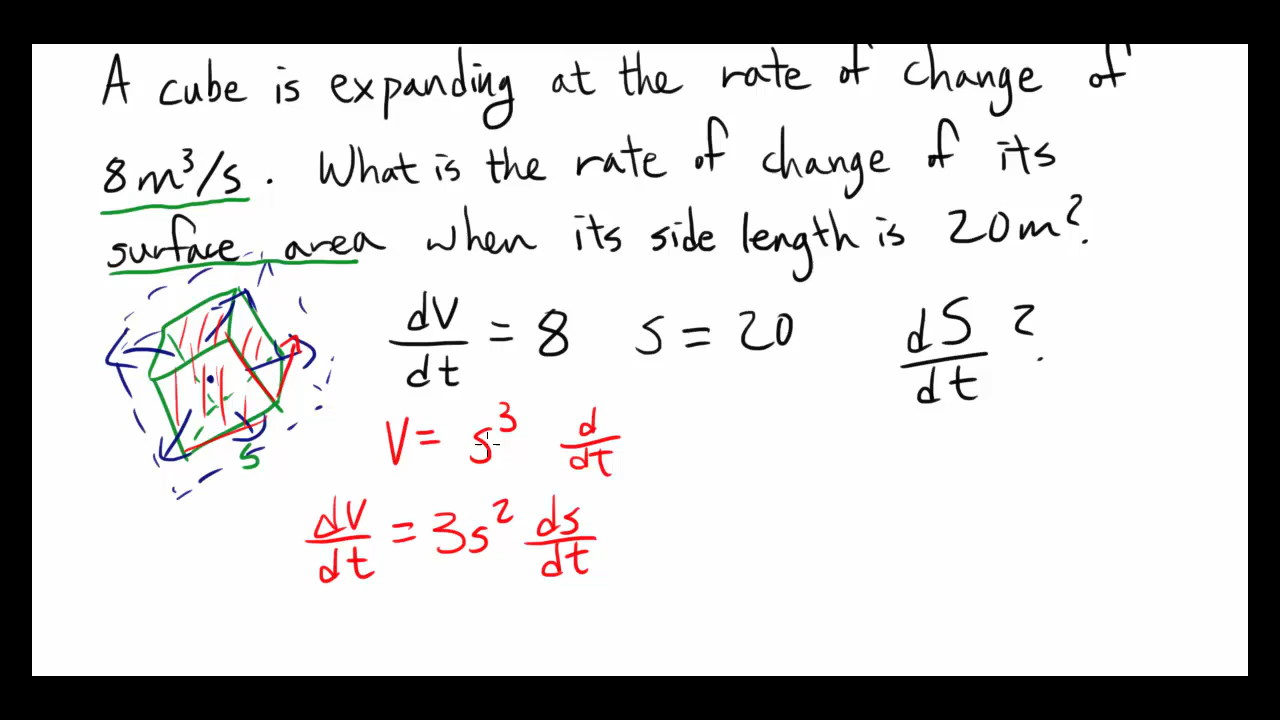 A cube is expanding at the rate of change of
8m³/s. What is the rate of change of its
surface area when its side length is 20m?
dV/dt = 8 s = 20 dS/dt ?
V = s³ d/dt
s
dV/dt = 3s² ds/dt